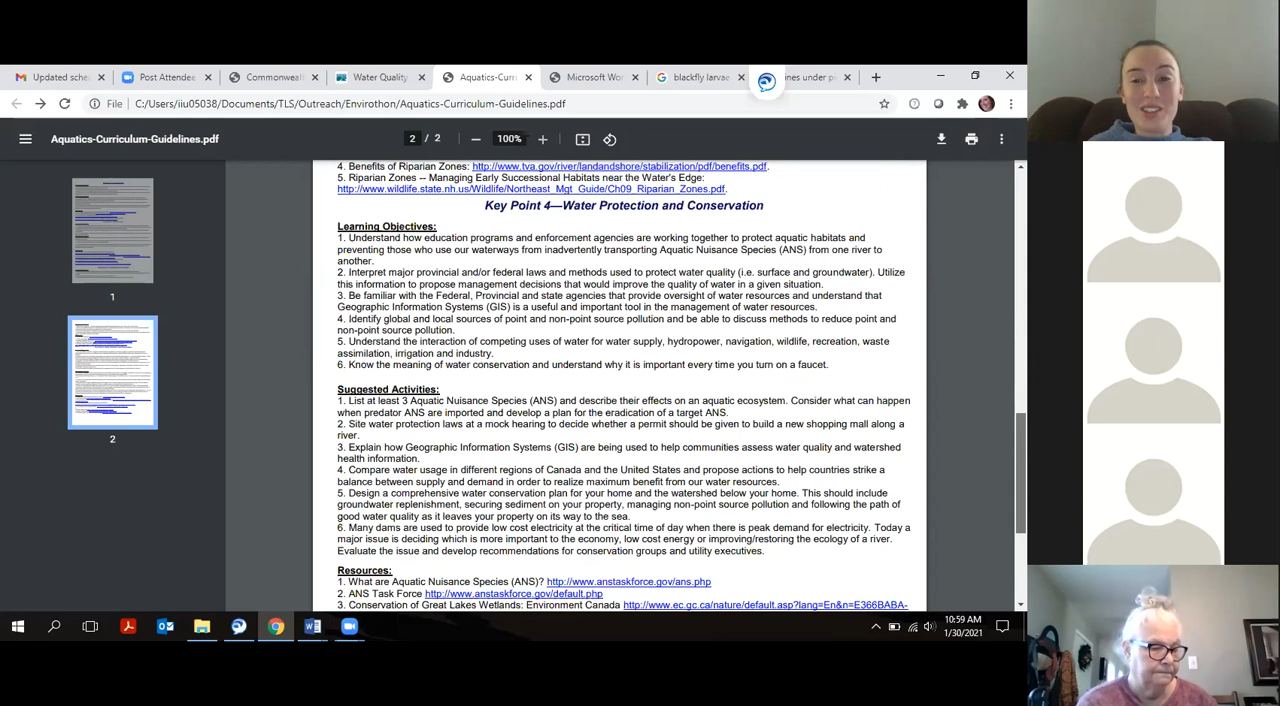 Updated sche
Post Attendee
Commonweal
Water Quality
Aquatics-Curr
Microsoft Wor
blackfly larvae
ines under pi
File
C:/Users/iiu05038/Documents/TLS/Outreach/Envirothon/Aquatics-Curriculum-Guidelines.pdf
Aquatics-Curriculum-Guidelines.pdf
2 / 2
100%
4. Benefits of Riparian Zones: http://www.tva.gov/river/landandshore/stabilization/pdf/benefits.pdf.
5. Riparian Zones -- Managing Early Successional Habitats near the Water's Edge:
http://www.wildlife.state.nh.us/Wildlife/Northeast_Mgt_Guide/Ch09_Riparian_Zones.pdf.
Key Point 4—Water Protection and Conservation
Learning Objectives:
1. Understand how education programs and enforcement agencies are working together to protect aquatic habitats and
preventing those who use our waterways from inadvertently transporting Aquatic Nuisance Species (ANS) from one river to
another.
2. Interpret major provincial and/or federal laws and methods used to protect water quality (i.e. surface and groundwater). Utilize
this information to propose management decisions that would improve the quality of water in a given situation.
3. Be familiar with the Federal, Provincial and state agencies that provide oversight of water resources and understand that
Geographic Information Systems (GIS) is a useful and important tool in the management of water resources.
4. Identify global and local sources of point and non-point source pollution and be able to discuss methods to reduce point and
non-point source pollution.
5. Understand the interaction of competing uses of water for water supply, hydropower, navigation, wildlife, recreation, waste
assimilation, irrigation and industry.
6. Know the meaning of water conservation and understand why it is important every time you turn on a faucet.
Suggested Activities:
1. List at least 3 Aquatic Nuisance Species (ANS) and describe their effects on an aquatic ecosystem. Consider what can happen
when predator ANS are imported and develop a plan for the eradication of a target ANS.
2. Site water protection laws at a mock hearing to decide whether a permit should be given to build a new shopping mall along a
river.
3. Explain how Geographic Information Systems (GIS) are being used to help communities assess water quality and watershed
health information.
4. Compare water usage in different regions of Canada and the United States and propose actions to help countries strike a
balance between supply and demand in order to realize maximum benefit from our water resources.
5. Design a comprehensive water conservation plan for your home and the watershed below your home. This should include
groundwater replenishment, securing sediment on your property, managing non-point source pollution and following the path of
good water quality as it leaves your property on its way to the sea.
6. Many dams are used to provide low cost electricity at the critical time of day when there is peak demand for electricity. Today a
major issue is deciding which is more important to the economy, low cost energy or improving/restoring the ecology of a river.
Evaluate the issue and develop recommendations for conservation groups and utility executives.
Resources:
1. What are Aquatic Nuisance Species (ANS)? http://www.anstaskforce.gov/ans.php
2. ANS Task Force http://www.anstaskforce.gov/default.php
3. Conservation of Great Lakes Wetlands: Environment Canada http://www.ec.gc.ca/nature/default.asp?lang=En&n=E366BABA-
1
2
10:59 AM
1/30/2021